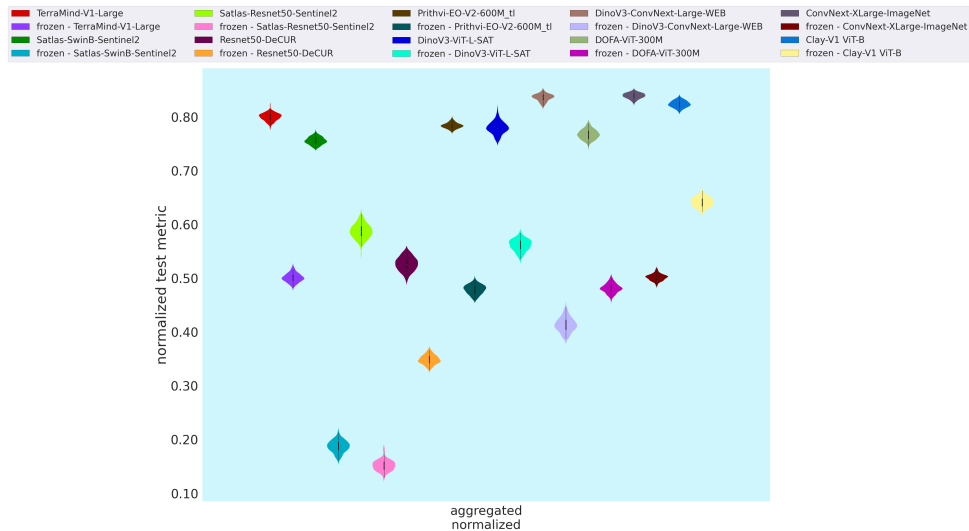 TerraMind-V1-Large
frozen - TerraMind-V1-Large
Satlas-SwinB-Sentinel2
frozen - Satlas-SwinB-Sentinel2
Satlas-Resnet50-Sentinel2
frozen - Satlas-Resnet50-Sentinel2
Resnet50-DeCUR
frozen - Resnet50-DeCUR
Prithvi-EO-V2-600M_tl
frozen - Prithvi-EO-V2-600M_tl
DinoV3-ViT-L-SAT
frozen - DinoV3-ViT-L-SAT
DinoV3-ConvNext-Large-WEB
frozen - DinoV3-ConvNext-Large-WEB
DOFA-ViT-300M
frozen - DOFA-ViT-300M
ConvNext-XLarge-ImageNet
frozen - ConvNext-XLarge-ImageNet
Clay-V1 ViT-B
frozen - Clay-V1 ViT-B
normalized test metric
0.80
0.70
0.60
0.50
0.40
0.30
0.20
0.10
aggregated
normalized